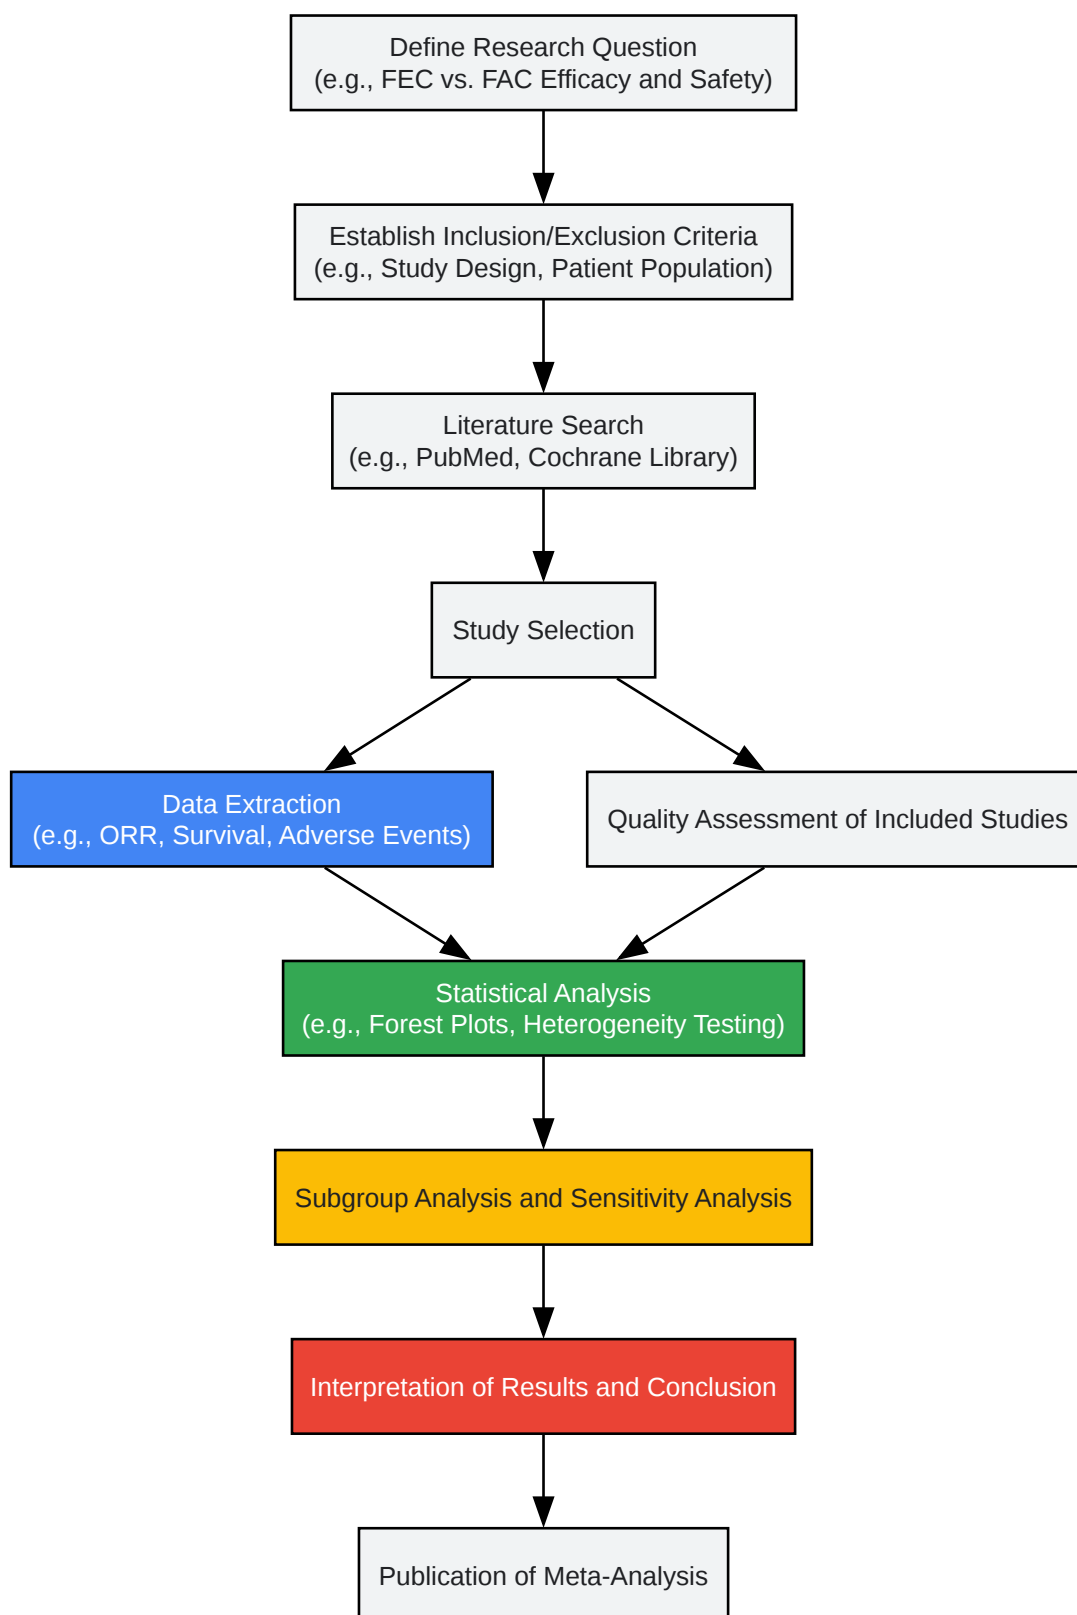 Define Research Question
(e.g., FEC vs. FAC Efficacy and Safety)
Establish Inclusion/Exclusion Criteria
(e.g., Study Design, Patient Population)
Literature Search
(e.g., PubMed, Cochrane Library)
Study Selection
Data Extraction
(e.g., ORR, Survival, Adverse Events)
Quality Assessment of Included Studies
Statistical Analysis
(e.g., Forest Plots, Heterogeneity Testing)
Subgroup Analysis and Sensitivity Analysis
Interpretation of Results and Conclusion
Publication of Meta-Analysis